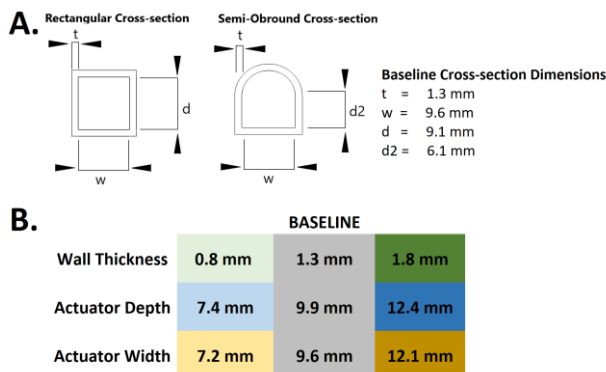 A.
Rectangular Cross-section
Semi-Obround Cross-section
t
t
d
d2
w
w
Baseline Cross-section Dimensions
t = 1.3 mm
w = 9.6 mm
d = 9.1 mm
d2 = 6.1 mm
B.
BASELINE
Wall Thickness 0.8 mm 1.3 mm 1.8 mm
Actuator Depth 7.4 mm 9.9 mm 12.4 mm
Actuator Width 7.2 mm 9.6 mm 12.1 mm